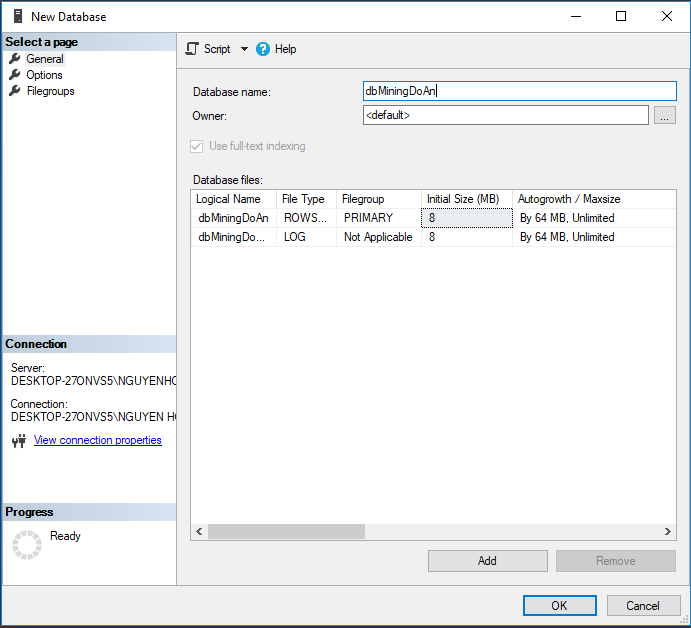 New Database
Select a page
General
Options
Filegroups
Script Help
Database name: dbMiningDoAn
Owner: <default> ...
Use full-text indexing
Database files:
Logical Name File Type Filegroup Initial Size (MB) Autogrowth / Maxsize
dbMiningDoAn ROWS... PRIMARY 8 By 64 MB, Unlimited
dbMiningDo... LOG Not Applicable 8 By 64 MB, Unlimited
Connection
Server:
DESKTOP-27ONVS5\NGUYENHO
Connection:
DESKTOP-27ONVS5\NGUYEN HO
View connection properties
Progress
Ready
Add Remove
OK Cancel